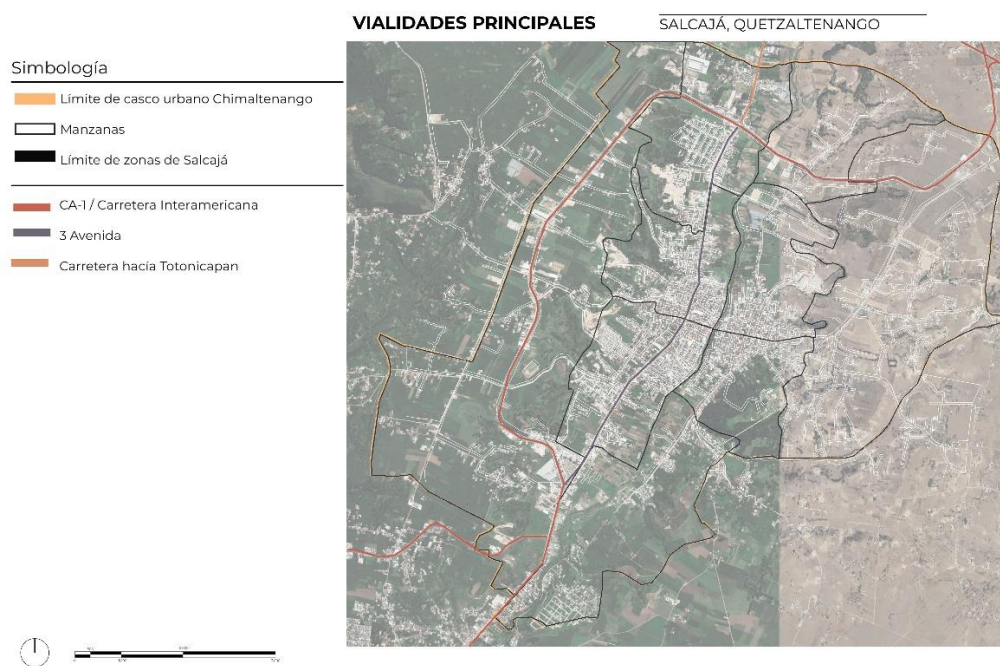 VIALIDADES PRINCIPALES
SALCAJÁ, QUETZALTENANGO
Simbología
Límite de casco urbano Chimaltenango
Manzanas
Límite de zonas de Salcajá
CA-1 / Carretera Interamericana
3 Avenida
Carretera hacía Totonicapan